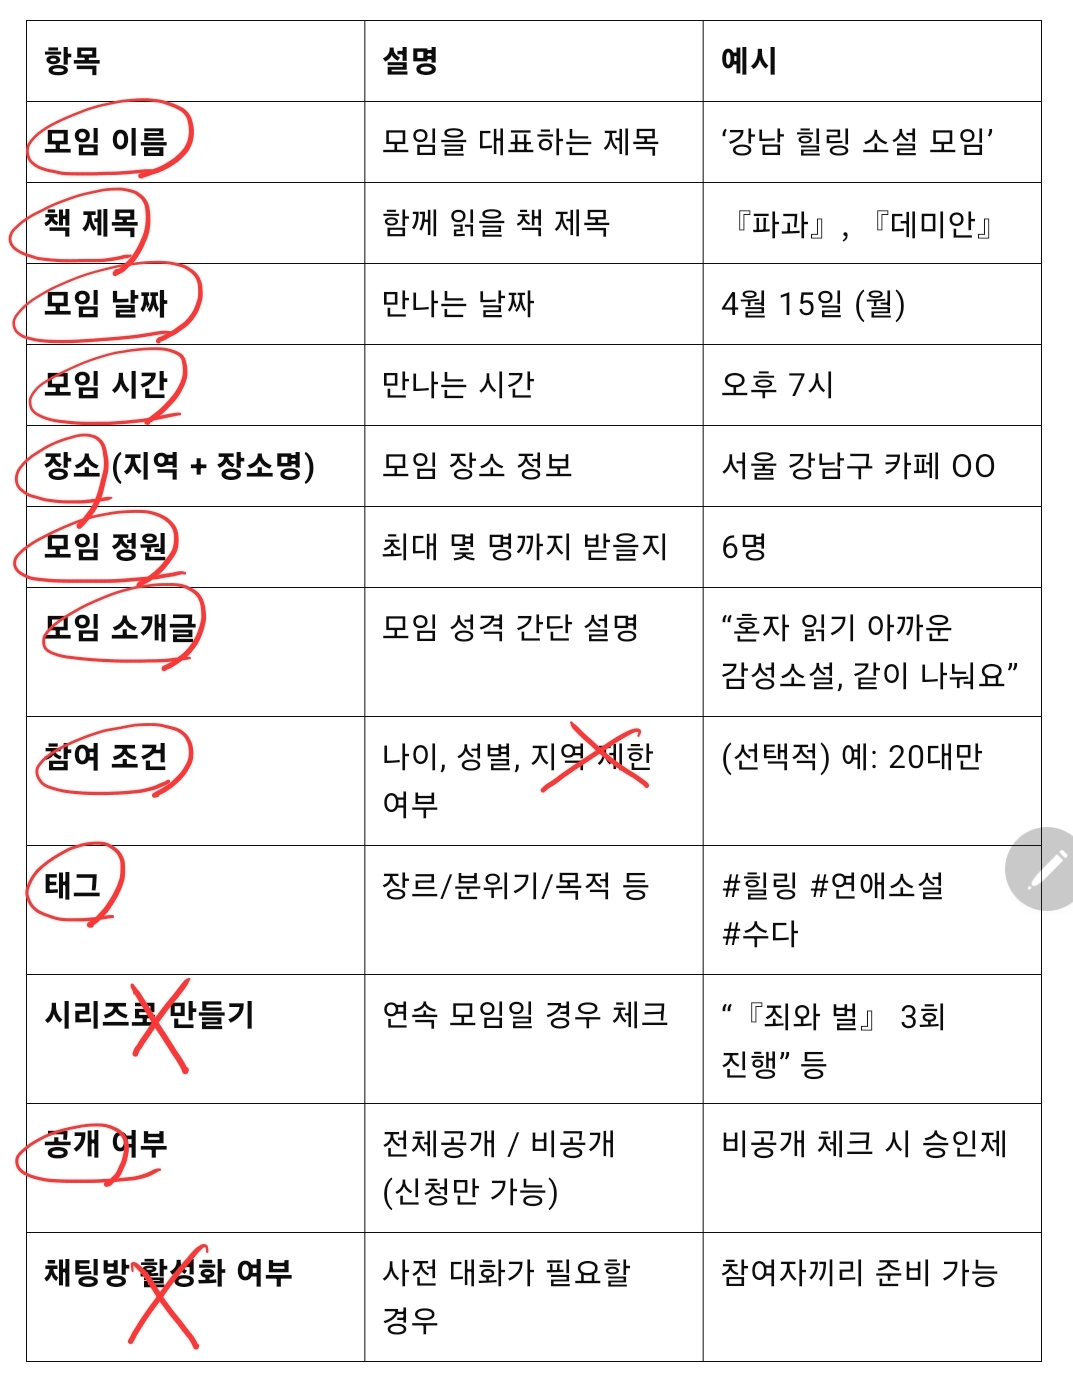 항목 설명 예시
모임 이름 모임을 대표하는 제목 ‘강남 힐링 소설 모임’
책 제목 함께 읽을 책 제목 『파과』, 『데미안』
모임 날짜 만나는 날짜 4월 15일 (월)
모임 시간 만나는 시간 오후 7시
장소 (지역 + 장소명) 모임 장소 정보 서울 강남구 카페 OO
모임 정원 최대 몇 명까지 받을지 6명
모임 소개글 모임 성격 간단 설명 “혼자 읽기 아까운
감성소설, 같이 나눠요”
참여 조건 나이, 성별, 지역 제한 (선택적) 예: 20대만
여부
태그 장르/분위기/목적 등 #힐링 #연애소설
#수다
시리즈로 만들기 연속 모임일 경우 체크 “『죄와 벌』 3회
진행” 등
공개 여부 전체공개 / 비공개 비공개 체크 시 승인제
(신청만 가능)
채팅방 활성화 여부 사전 대화가 필요할 참여자끼리 준비 가능
경우